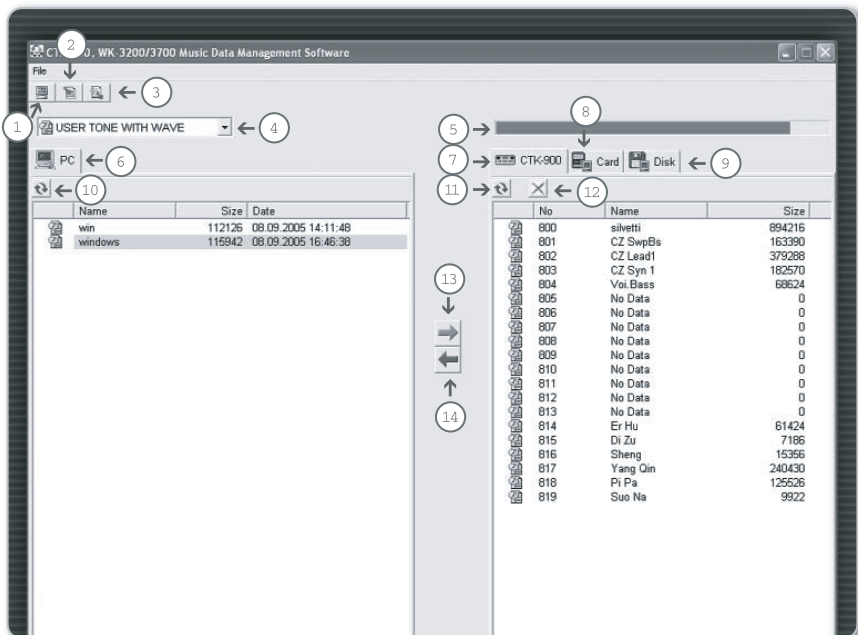 2
CTK-900, WK-3200/3700 Music Data Management Software
File
3
1
USER TONE WITH WAVE
4
5
8
PC
6
7
CTK-900
Card
Disk
9
10
11
12
Name Size Date
win 112126 08.09.2005 14:11:48
windows 115942 08.09.2005 16:46:38
13
14
No Name Size
800 silvetti 894216
801 CZ SwpBs 163390
802 CZ Lead1 379288
803 CZ Syn 1 182570
804 Voi.Bass 68624
805 No Data 0
806 No Data 0
807 No Data 0
808 No Data 0
809 No Data 0
810 No Data 0
811 No Data 0
812 No Data 0
813 No Data 0
814 Er Hu 61424
815 Di Zu 7186
816 Sheng 15356
817 Yang Qin 240430
818 Pi Pa 125526
819 Suo Na 9922